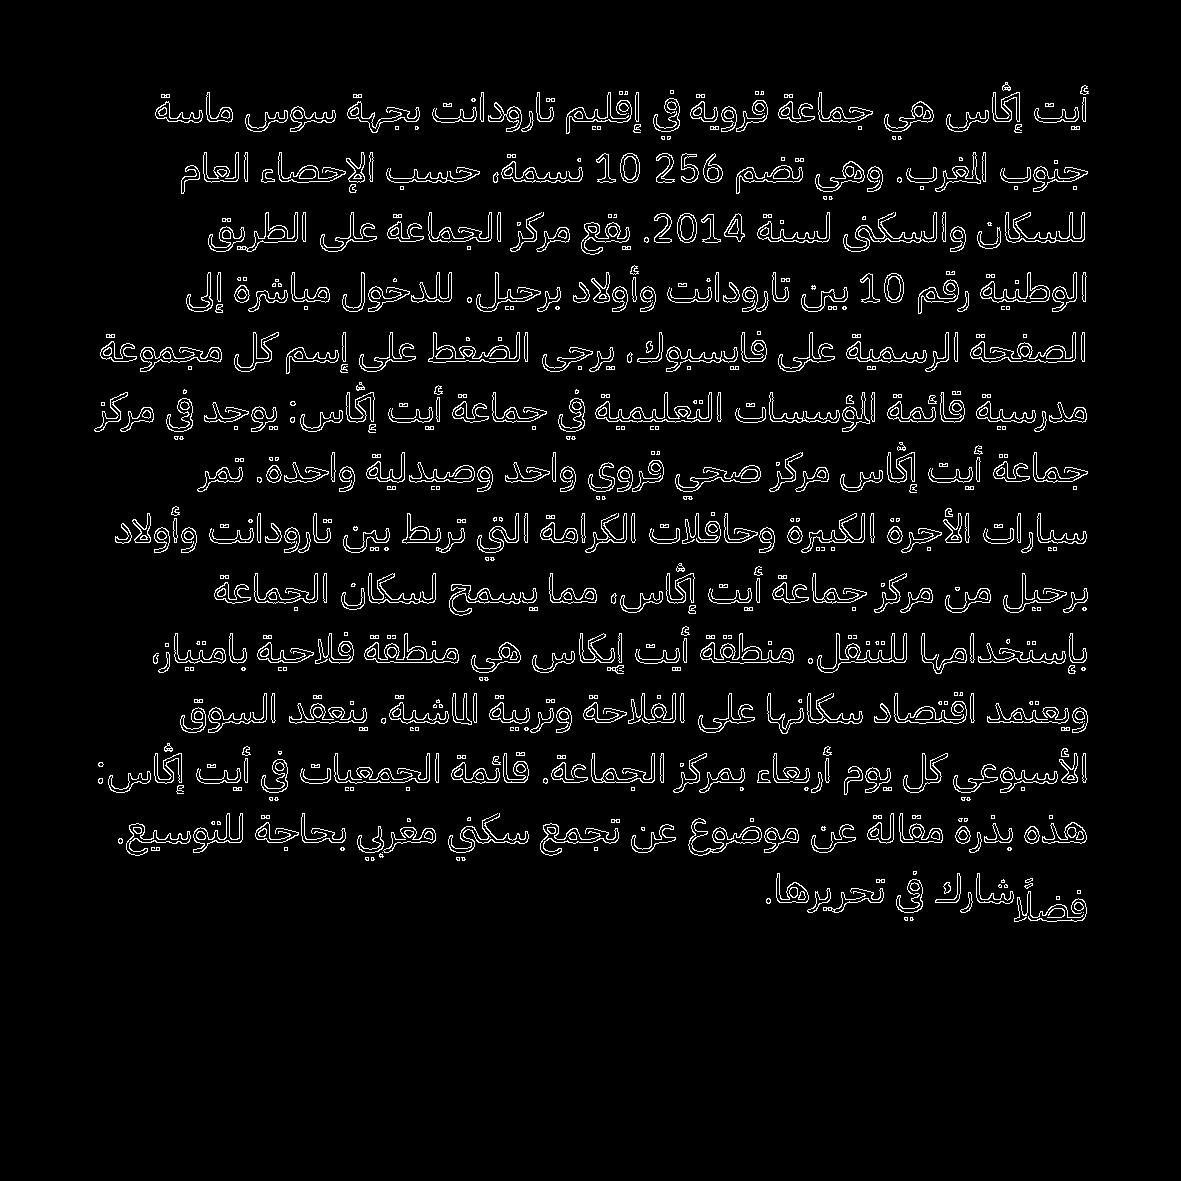 أيت إڭاس هي جماعة قروية في إقليم تارودانت بجهة سوس ماسة
جنوب المغرب. وهي تضم 256 10 نسمة، حسب الإحصاء العام
للسكان والسكنى لسنة 2014. يقع مركز الجماعة على الطريق
الوطنية رقم 10 بين تارودانت وأولاد برحيل. للدخول مباشرة إلى
الصفحة الرسمية على فايسبوك، يرجى الضغط على إسم كل مجموعة
مدرسية قائمة المؤسسات التعليمية في جماعة أيت إڭاس: يوجد في مركز
جماعة أيت إڭاس مركز صحي قروي واحد وصيدلية واحدة. تمر
سيارات الأجرة الكبيرة وحافلات الكرامة التي تربط بين تارودانت وأولاد
برحيل من مركز جماعة أيت إڭاس، مما يسمح لسكان الجماعة
بإستخدامها للتنقل. منطقة أيت إيكاس هي منطقة فلاحية بامتياز،
ويعتمد اقتصاد سكانها على الفلاحة وتربية الماشية. ينعقد السوق
الأسبوعي كل يوم أربعاء بمركز الجماعة. قائمة الجمعيات في أيت إڭاس:
هذه بذرة مقالة عن موضوع عن تجمع سكني مغربي بحاجة للتوسيع.
فضلًا شارك في تحريرها.